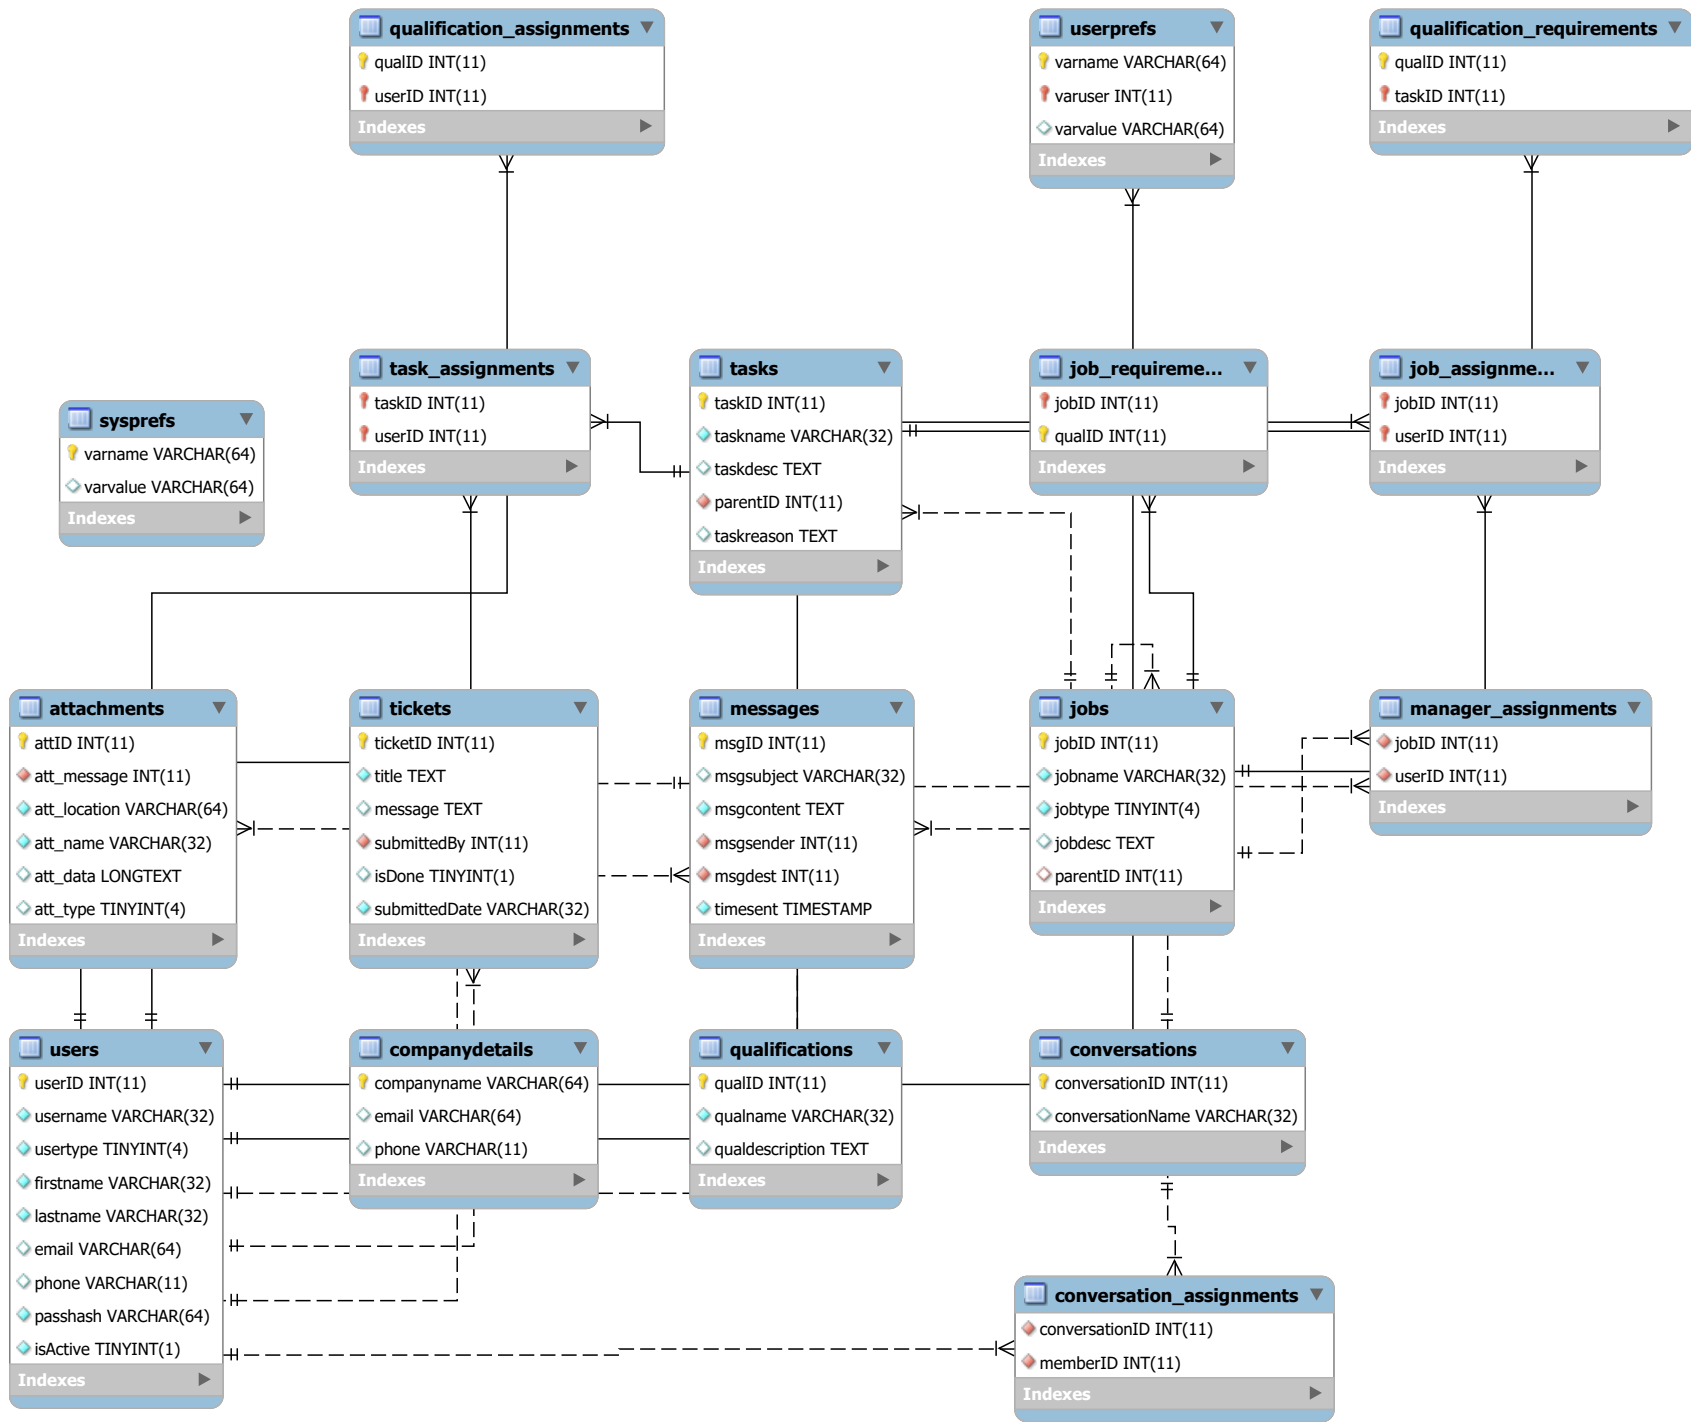 qualification_assignments
qualID INT(11)
userID INT(11)
Indexes
userprefs
varname VARCHAR(64)
varuser INT(11)
varvalue VARCHAR(64)
Indexes
qualification_requirements
qualID INT(11)
taskID INT(11)
Indexes
sysprefs
varname VARCHAR(64)
varvalue VARCHAR(64)
Indexes
task_assignments
taskID INT(11)
userID INT(11)
Indexes
tasks
taskID INT(11)
taskname VARCHAR(32)
taskdesc TEXT
parentID INT(11)
taskreason TEXT
Indexes
job_requireme...
jobID INT(11)
qualID INT(11)
Indexes
job_assignme...
jobID INT(11)
userID INT(11)
Indexes
attachments
attID INT(11)
att_message INT(11)
att_location VARCHAR(64)
att_name VARCHAR(32)
att_data LONGTEXT
att_type TINYINT(4)
Indexes
tickets
ticketID INT(11)
title TEXT
message TEXT
submittedBy INT(11)
isDone TINYINT(1)
submittedDate VARCHAR(32)
Indexes
messages
msgID INT(11)
msgsubject VARCHAR(32)
msgcontent TEXT
msgsender INT(11)
msgdest INT(11)
timesent TIMESTAMP
Indexes
jobs
jobID INT(11)
jobname VARCHAR(32)
jobtype TINYINT(4)
jobdesc TEXT
parentID INT(11)
Indexes
manager_assignments
jobID INT(11)
userID INT(11)
Indexes
users
userID INT(11)
username VARCHAR(32)
usertype TINYINT(4)
firstname VARCHAR(32)
lastname VARCHAR(32)
email VARCHAR(64)
phone VARCHAR(11)
passhash VARCHAR(64)
isActive TINYINT(1)
Indexes
companydetails
companyname VARCHAR(64)
email VARCHAR(64)
phone VARCHAR(11)
Indexes
qualifications
qualID INT(11)
qualname VARCHAR(32)
qualdescription TEXT
Indexes
conversations
conversationID INT(11)
conversationName VARCHAR(32)
Indexes
conversation_assignments
conversationID INT(11)
memberID INT(11)
Indexes